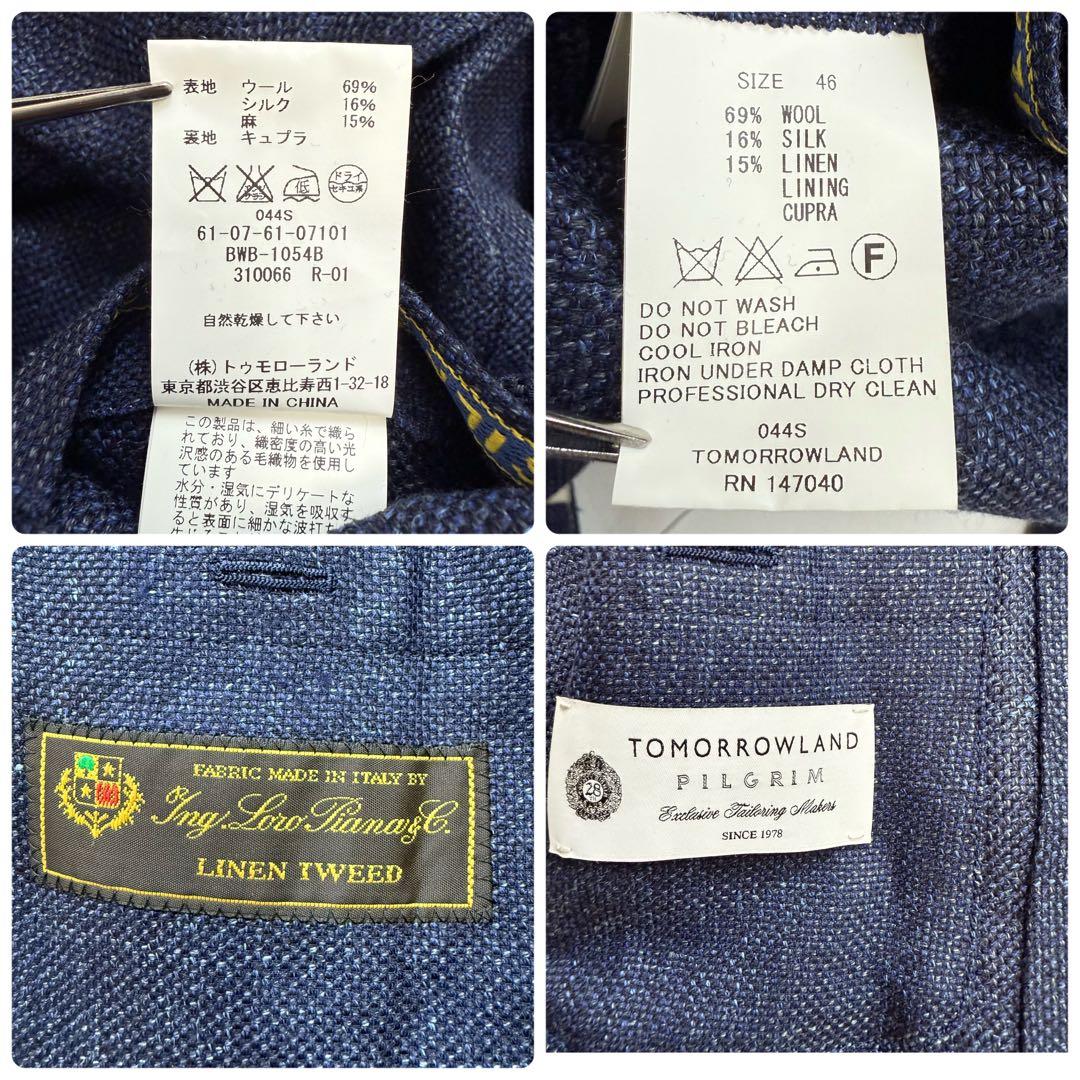 表地 ウール 69%
シルク 16%
麻 15%
裏地 キュプラ
エンソ
サラシ
低
ドライ
セキユ系
044S
61-07-61-07101
BWB-1054B
310066 R-01
自然乾燥して下さい
(株)トゥモローランド
東京都渋谷区恵比寿西1-32-18
MADE IN CHINA
この製品は、細い糸で織ら
れており、織密度の高い光
沢感のある毛織物を使用し
ています
水分・湿気にデリケートな
性質があり、湿気を吸収す
ると表面に細かな波打ち
SIZE 46
69% WOOL
16% SILK
15% LINEN
LINING
CUPRA
F
DO NOT WASH
DO NOT BLEACH
COOL IRON
IRON UNDER DAMP CLOTH
PROFESSIONAL DRY CLEAN
044S
TOMORROWLAND
RN 147040
FABRIC MADE IN ITALY BY
Ing. Loro Piana & C.
LINEN TWEED
TOMORROWLAND
PILGRIM
28
Exclusive Tailoring Makers
SINCE 1978